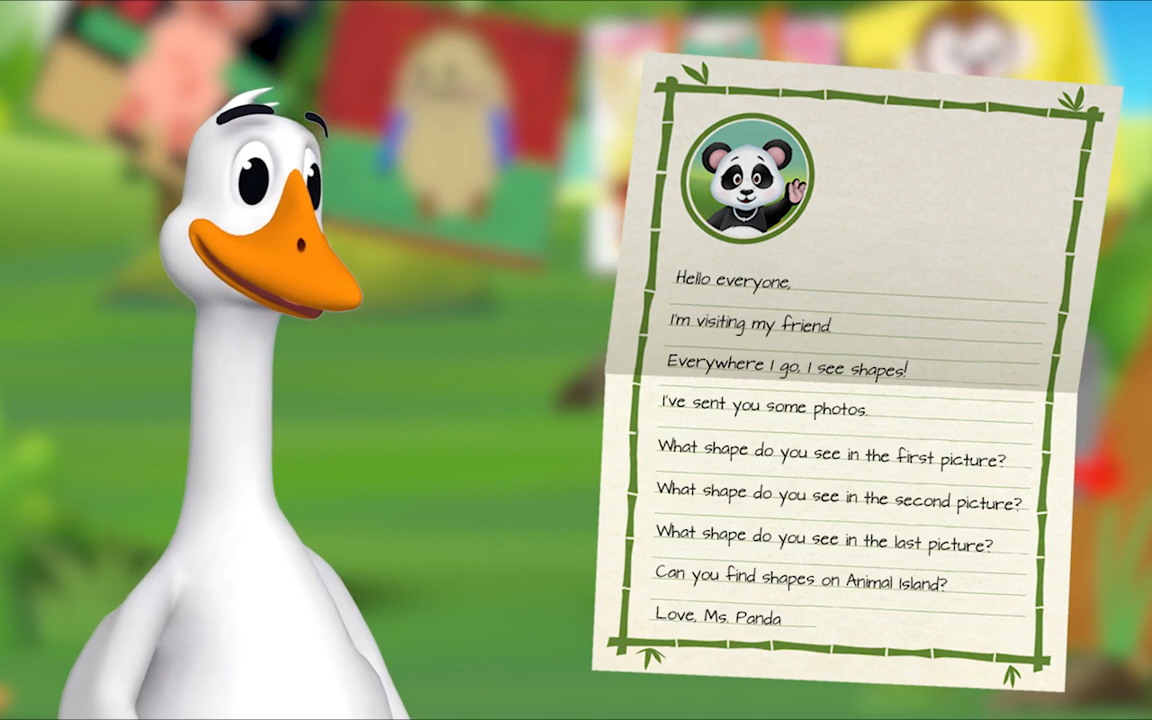 Hello everyone,
I'm visiting my friend.
Everywhere I go, I see shapes!
I've sent you some photos.
What shape do you see in the first picture?
What shape do you see in the second picture?
What shape do you see in the last picture?
Can you find shapes on Animal Island?
Love, Ms. Panda